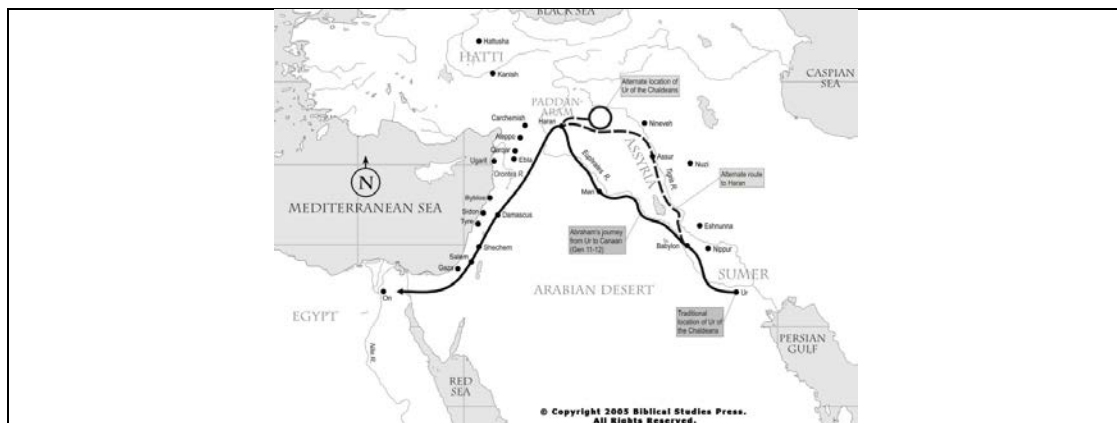 BLACK SEA
Hattusha
HATTI
Kanish
CASPIAN
SEA
Alternate location of
Ur of the Chaldeans
PADDAN-
ARAM
Carchemish
Haran
Nineveh
Aleppo
Qarqar
Ugarit
Ebla
Orontes R.
ASSYRIA
Assur
Nuzi
Euphrates R.
Tigris R.
Alternate route
to Haran
N
Mari
MEDITERRANEAN SEA
Sidon
Tyre
Damascus
Abraham's journey
from Ur to Canaan
(Gen 11-12)
Eshnunna
Babylon
Nippur
Shechem
Salem
SUMER
On
ARABIAN DESERT
Ur
EGYPT
Traditional
location of Ur of
the Chaldeans
Nile R.
PERSIAN
GULF
RED
SEA
© Copyright 2005 Biblical Studies Press.
All Rights Reserved.